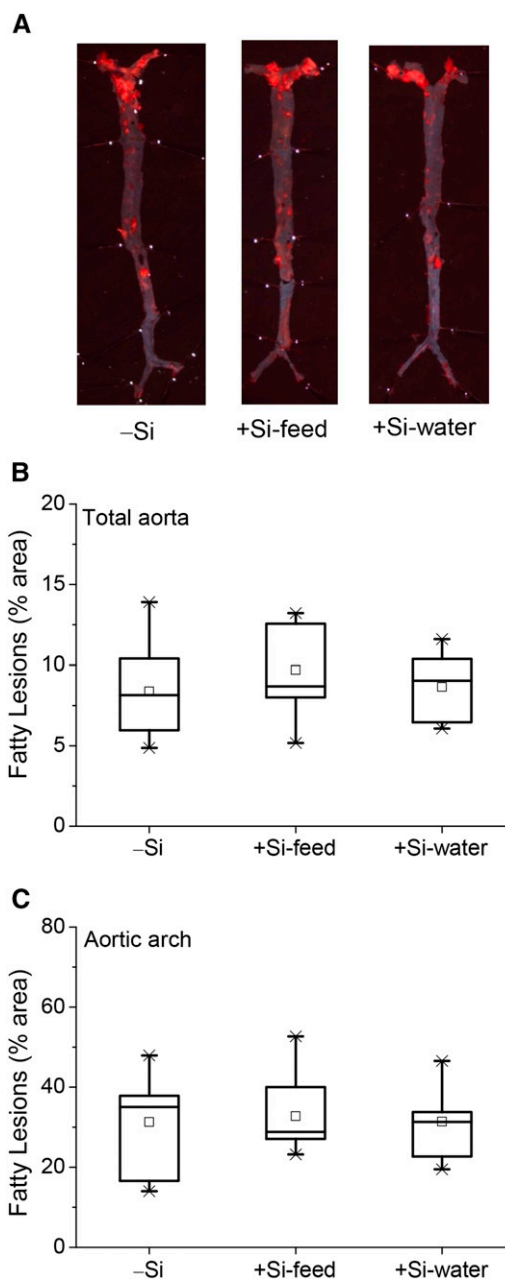 A
–Si +Si-feed +Si-water
B
Total aorta
Fatty Lesions (% area)
20
15
10
5
0
–Si +Si-feed +Si-water
C
Aortic arch
Fatty Lesions (% area)
80
60
40
20
0
–Si +Si-feed +Si-water